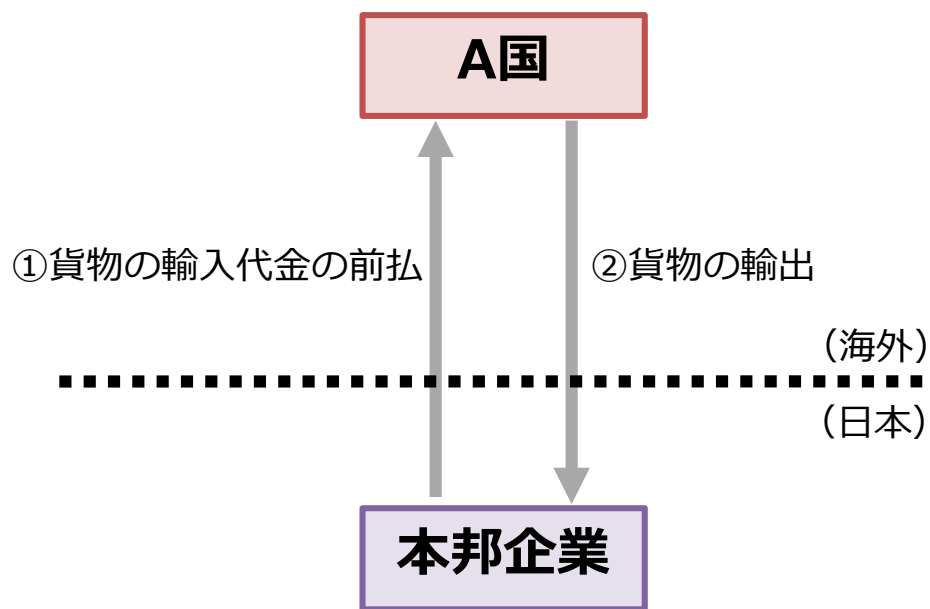 A国
①貨物の輸入代金の前払
②貨物の輸出
（海外）
（日本）
本邦企業